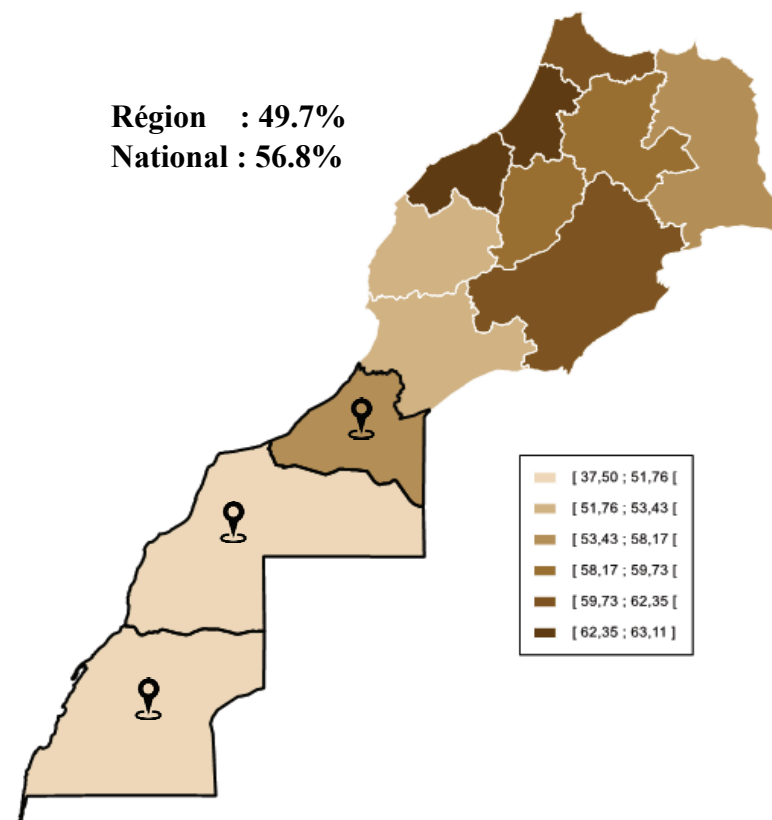 Région : 49.7%
National : 56.8%
[ 37,50 ; 51,76 [
[ 51,76 ; 53,43 [
[ 53,43 ; 58,17 [
[ 58,17 ; 59,73 [
[ 59,73 ; 62,35 [
[ 62,35 ; 63,11 ]